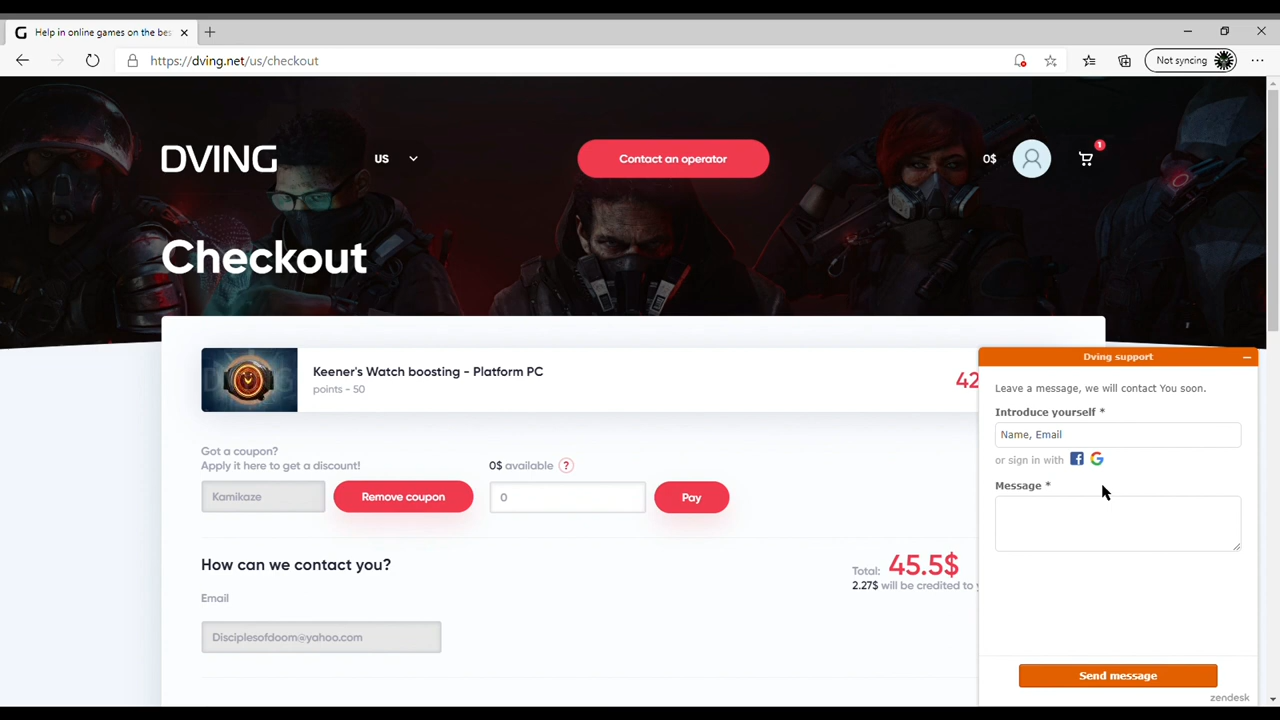 Help in online games on the bes
https://dving.net/us/checkout
Not syncing
DVING
US
Contact an operator
0$
1
Checkout
Keener's Watch boosting - Platform PC
points - 50
42
Got a coupon?
Apply it here to get a discount!
0$ available ?
Kamikaze
Remove coupon
0
Pay
How can we contact you?
Total: 45.5$
2.27$ will be credited to y
Email
Disciplesofdoom@yahoo.com
Dving support
Leave a message, we will contact You soon.
Introduce yourself *
Name, Email
or sign in with
Message *
Send message
zendesk